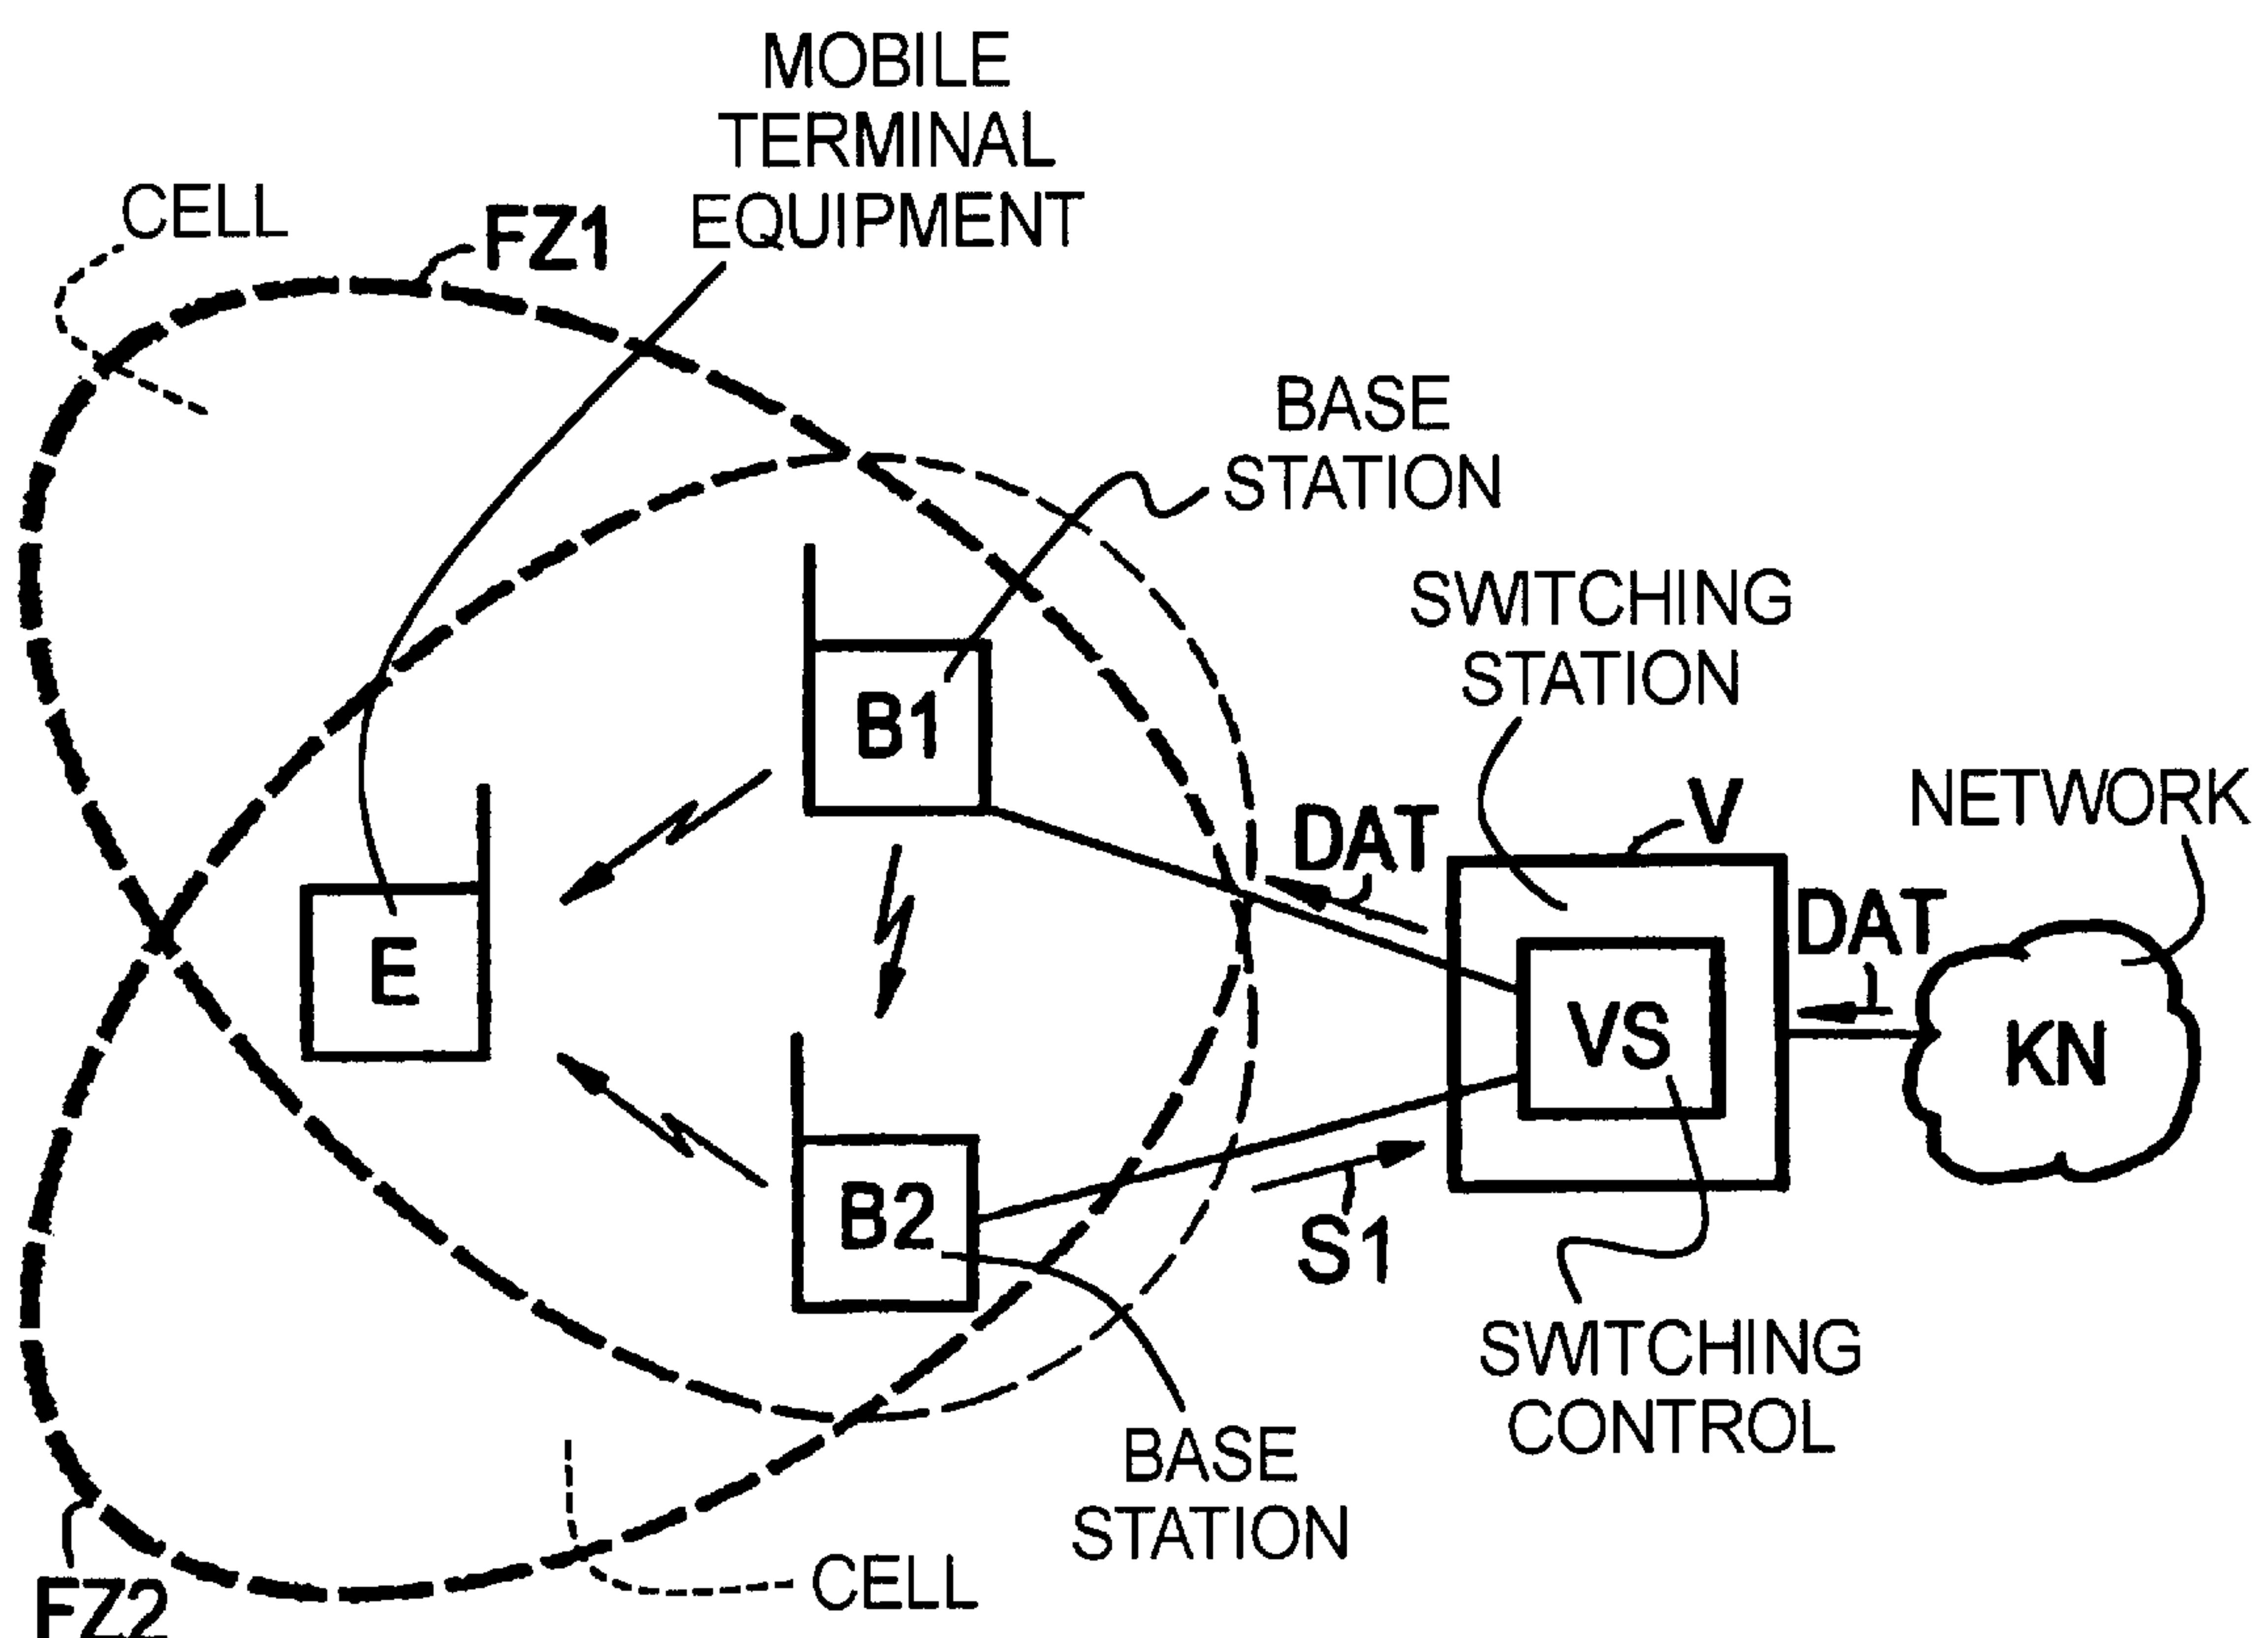 MOBILE
TERMINAL
EQUIPMENT
CELL
FZ1
BASE
STATION
SWITCHING
STATION
B1
V
NETWORK
DAT
DAT
E
VS
KN
B2
S1
SWITCHING
CONTROL
BASE
STATION
CELL
FZ2